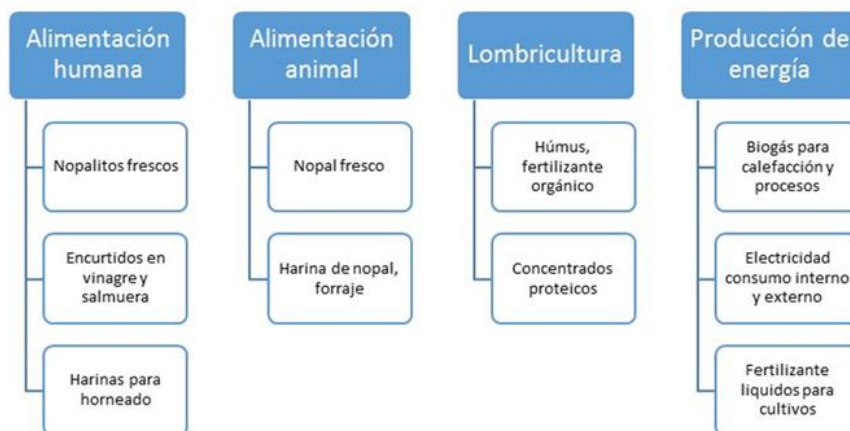 Alimentación
humana
Nopalitos frescos
Encurtidos en
vinagre y
salmuera
Harinas para
horneado
Alimentación
animal
Nopal fresco
Harina de nopal,
forraje
Lombricultura
Húmus,
fertilizante
orgánico
Concentrados
proteicos
Producción de
energía
Biogás para
calefacción y
procesos
Electricidad
consumo interno
y externo
Fertilizante
liquidos para
cultivos